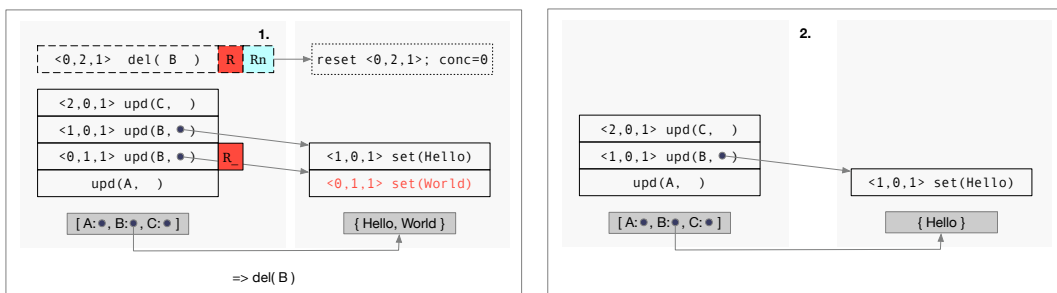 1.
<0,2,1> del( B ) R Rn
reset <0,2,1>; conc=0
<2,0,1> upd(C, )
<1,0,1> upd(B, )
<0,1,1> upd(B, ) R_
upd(A, )
<1,0,1> set(Hello)
<0,1,1> set(World)
[ A: , B: , C: ]
{ Hello, World }
=> del( B )
2.
<2,0,1> upd(C, )
<1,0,1> upd(B, )
upd(A, )
<1,0,1> set(Hello)
[ A: , B: , C: ]
{ Hello }